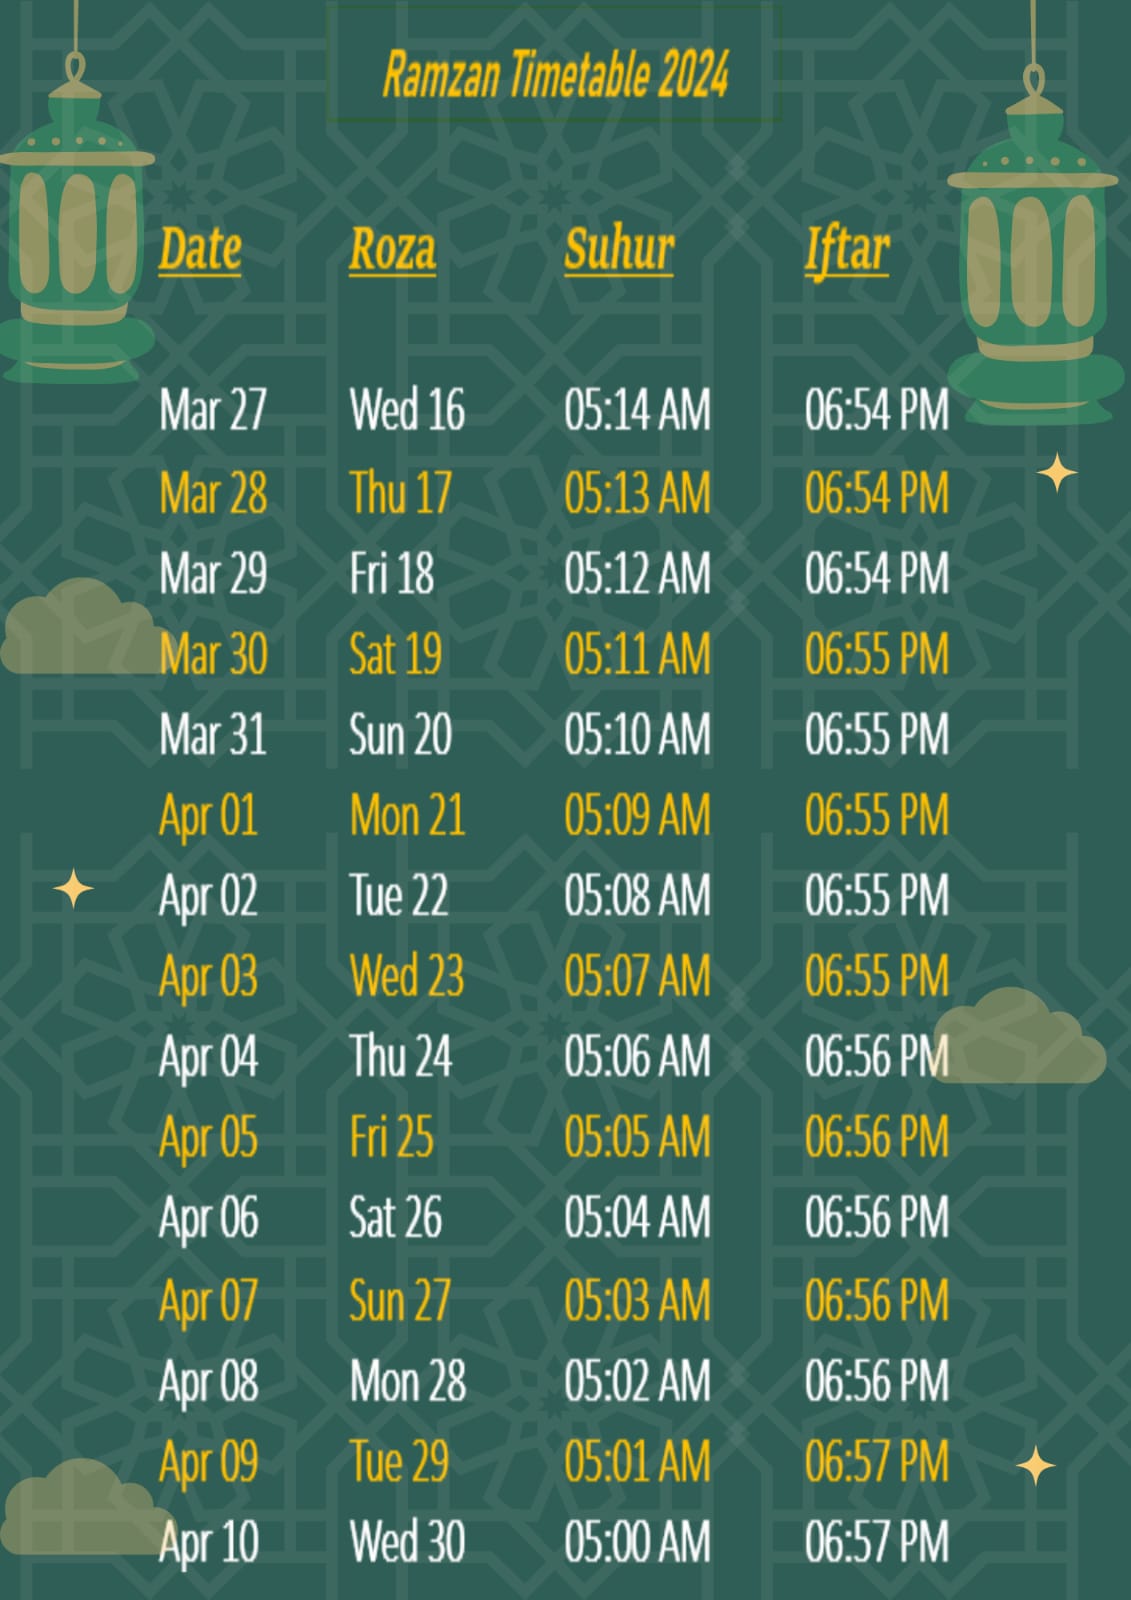 Ramzan Timetable 2024
Date Roza Suhur Iftar
Mar 27 Wed 16 05:14 AM 06:54 PM
Mar 28 Thu 17 05:13 AM 06:54 PM
Mar 29 Fri 18 05:12 AM 06:54 PM
Mar 30 Sat 19 05:11 AM 06:55 PM
Mar 31 Sun 20 05:10 AM 06:55 PM
Apr 01 Mon 21 05:09 AM 06:55 PM
Apr 02 Tue 22 05:08 AM 06:55 PM
Apr 03 Wed 23 05:07 AM 06:55 PM
Apr 04 Thu 24 05:06 AM 06:56 PM
Apr 05 Fri 25 05:05 AM 06:56 PM
Apr 06 Sat 26 05:04 AM 06:56 PM
Apr 07 Sun 27 05:03 AM 06:56 PM
Apr 08 Mon 28 05:02 AM 06:56 PM
Apr 09 Tue 29 05:01 AM 06:57 PM
Apr 10 Wed 30 05:00 AM 06:57 PM